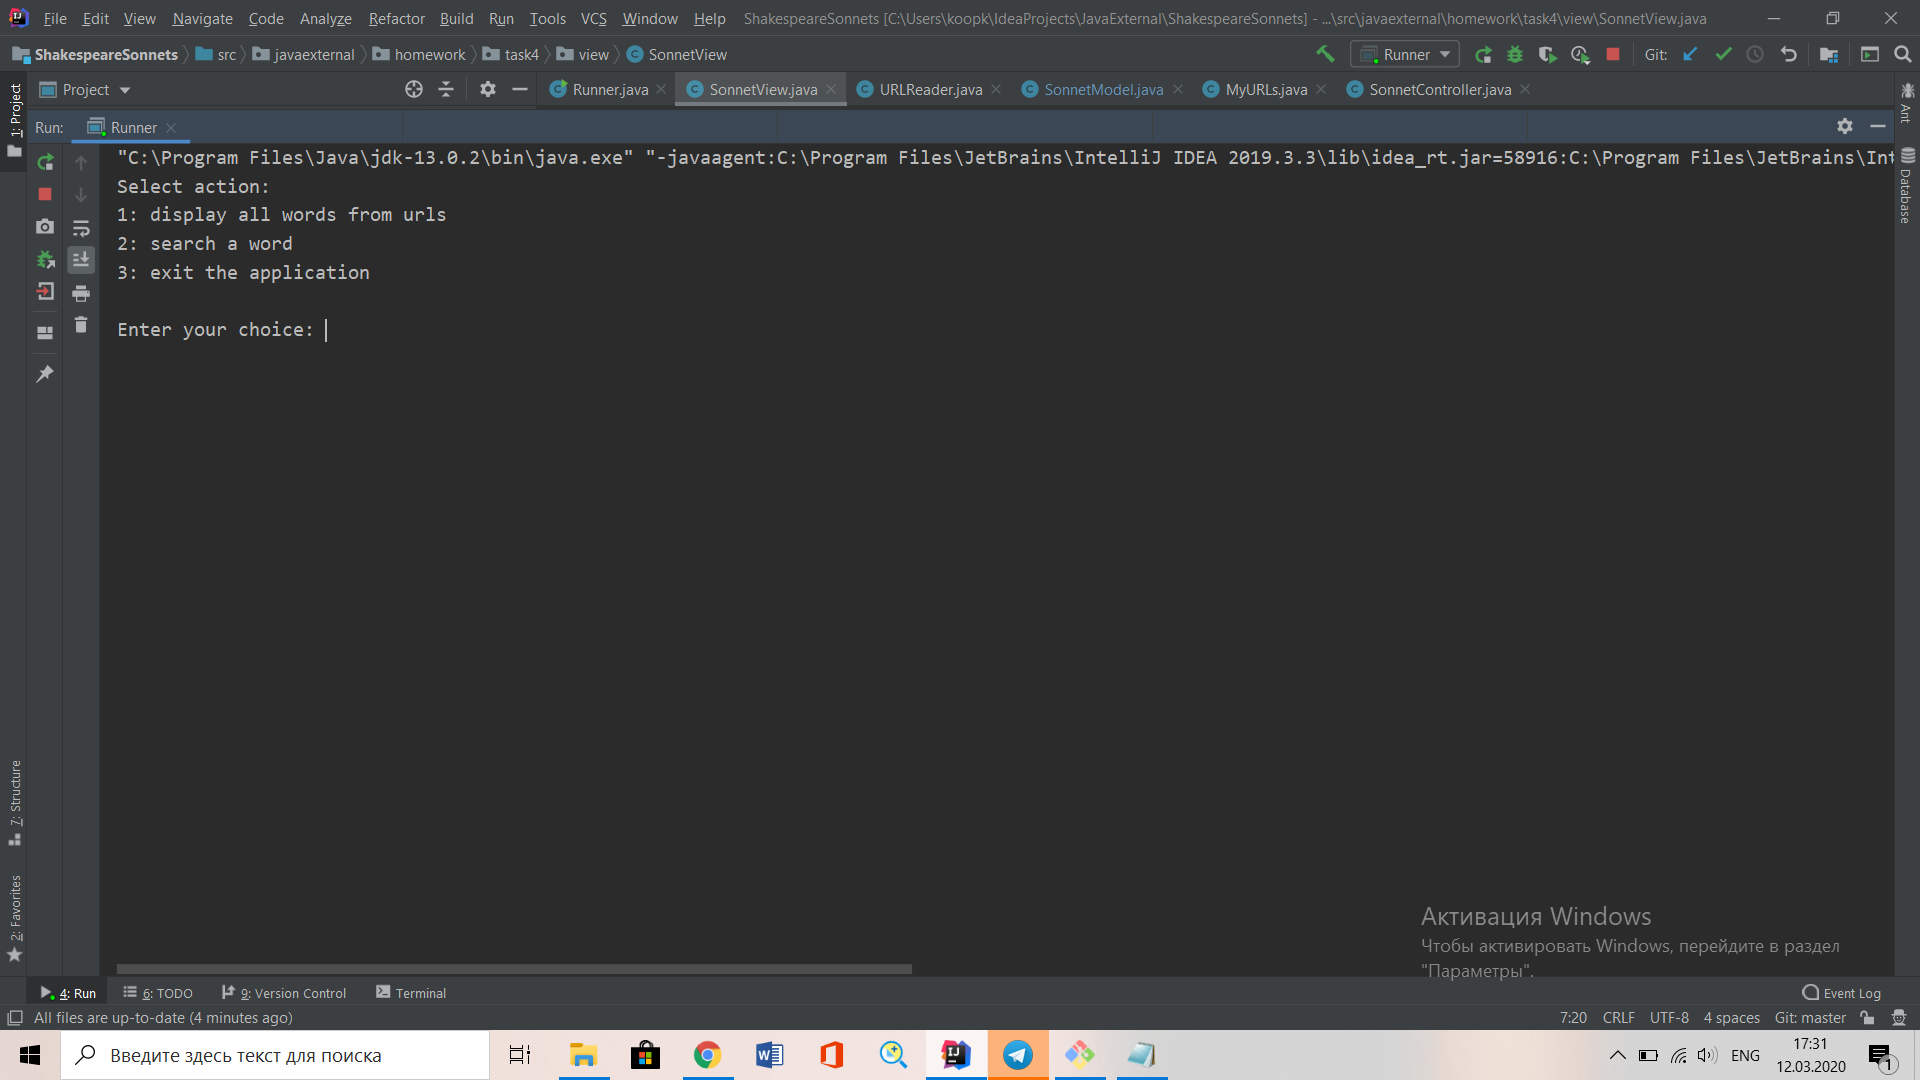 File Edit View Navigate Code Analyze Refactor Build Run Tools VCS Window Help ShakespeareSonnets [C:\Users\koopk\IdeaProjects\JavaExternal\ShakespeareSonnets] - ...\src\javaexternal\homework\task4\view\SonnetView.java
ShakespeareSonnets src javaexternal homework task4 view SonnetView Runner Git:
Project Runner.java SonnetView.java URLReader.java SonnetModel.java MyURLs.java SonnetController.java
1: Project
Ant
Database
Run: Runner
"C:\Program Files\Java\jdk-13.0.2\bin\java.exe" "-javaagent:C:\Program Files\JetBrains\IntelliJ IDEA 2019.3.3\lib\idea_rt.jar=58916:C:\Program Files\JetBrains\Int
Select action:
1: display all words from urls
2: search a word
3: exit the application
Enter your choice:
7: Structure
2: Favorites
Активация Windows
Чтобы активировать Windows, перейдите в раздел
"Параметры".
4: Run 6: TODO 9: Version Control Terminal Event Log
All files are up-to-date (4 minutes ago) 7:20 CRLF UTF-8 4 spaces Git: master
Введите здесь текст для поиска ENG 17:31
12.03.2020
1